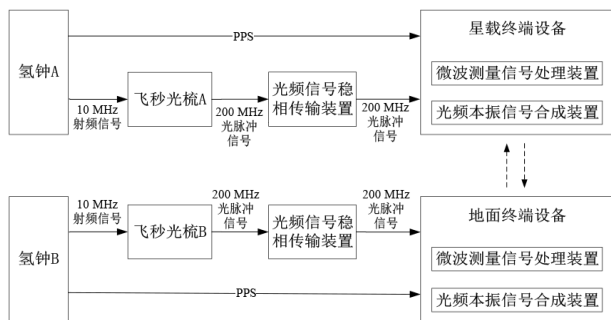 PPS
星载终端设备
氢钟A
飞秒光梳A
光频信号稳
相传输装置
微波测量信号处理装置
光频本振信号合成装置
10 MHz
射频信号
200 MHz
光脉冲
信号
200 MHz
光脉冲
信号
10 MHz
射频信号
200 MHz
光脉冲
信号
200 MHz
光脉冲
信号
地面终端设备
氢钟B
飞秒光梳B
光频信号稳
相传输装置
微波测量信号处理装置
光频本振信号合成装置
PPS